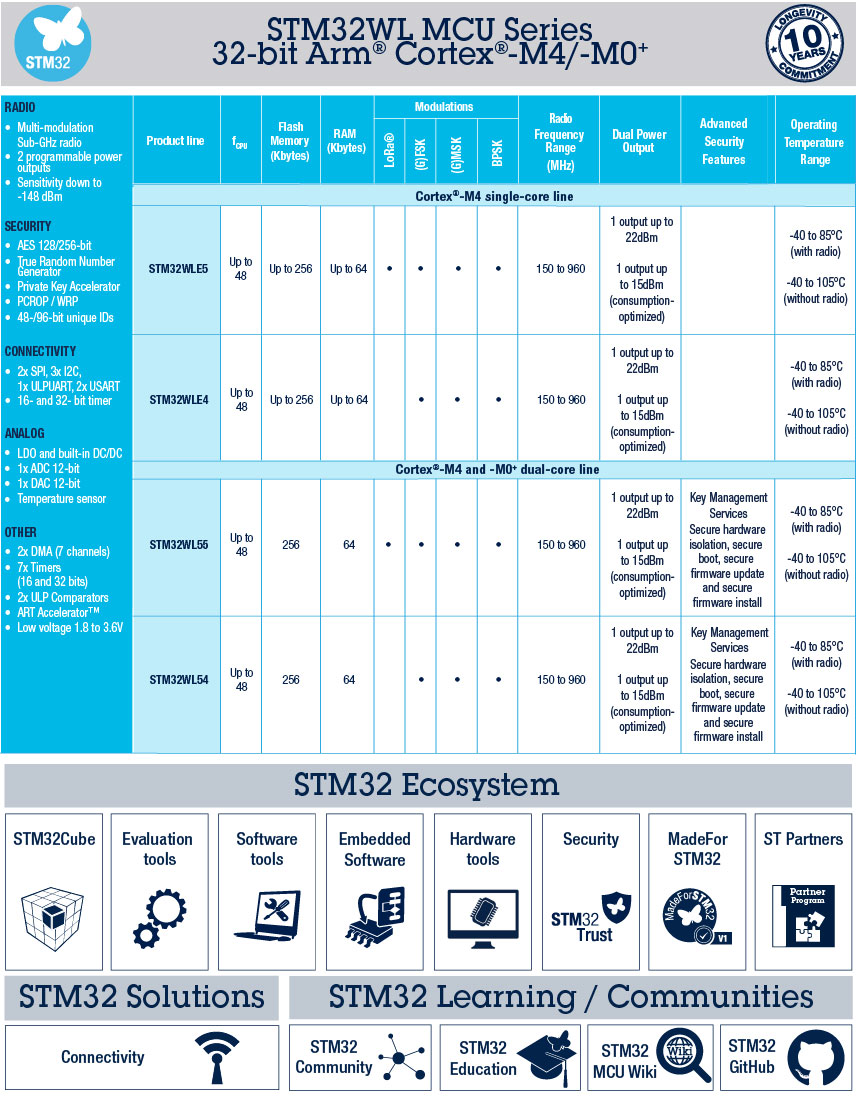 STM32
STM32WL MCU Series
32-bit Arm® Cortex®-M4/-M0+
LONGEVITY
10
YEARS
COMMITMENT
RADIO
• Multi-modulation
Sub-GHz radio
• 2 programmable power
outputs
• Sensitivity down to
-148 dBm
SECURITY
• AES 128/256-bit
• True Random Number
Generator
• Private Key Accelerator
• PCROP / WRP
• 48-/96-bit unique IDs
CONNECTIVITY
• 2x SPI, 3x I2C,
1x ULPUART, 2x USART
• 16- and 32- bit timer
ANALOG
• LDO and built-in DC/DC
• 1x ADC 12-bit
• 1x DAC 12-bit
• Temperature sensor
OTHER
• 2x DMA (7 channels)
• 7x Timers
(16 and 32 bits)
• 2x ULP Comparators
• ART Accelerator™
• Low voltage 1.8 to 3.6V
Product line
fCPU
Flash
Memory
(Kbytes)
RAM
(Kbytes)
Modulations
LoRa®
(G)FSK
(G)MSK
BPSK
Radio
Frequency
Range
(MHz)
Dual Power
Output
Advanced
Security
Features
Operating
Temperature
Range
Cortex®-M4 single-core line
STM32WLE5
Up to
48
Up to 256
Up to 64
• • • •
150 to 960
1 output up to
22dBm
1 output up
to 15dBm
(consumption-
optimized)
-40 to 85°C
(with radio)
-40 to 105°C
(without radio)
STM32WLE4
Up to
48
Up to 256
Up to 64
• • •
150 to 960
1 output up to
22dBm
1 output up
to 15dBm
(consumption-
optimized)
-40 to 85°C
(with radio)
-40 to 105°C
(without radio)
Cortex®-M4 and -M0+ dual-core line
STM32WL55
Up to
48
256
64
• • • •
150 to 960
1 output up to
22dBm
1 output up
to 15dBm
(consumption-
optimized)
Key Management
Services
Secure hardware
isolation, secure
boot, secure
firmware update
and secure
firmware install
-40 to 85°C
(with radio)
-40 to 105°C
(without radio)
STM32WL54
Up to
48
256
64
• • •
150 to 960
1 output up to
22dBm
1 output up
to 15dBm
(consumption-
optimized)
Key Management
Services
Secure hardware
isolation, secure
boot, secure
firmware update
and secure
firmware install
-40 to 85°C
(with radio)
-40 to 105°C
(without radio)
STM32 Ecosystem
STM32Cube
Evaluation
tools
Software
tools
Embedded
Software
Hardware
tools
Security
STM32
Trust
MadeFor
STM32
MadeForSTM32
V1
ST Partners
Partner
Program
STM32 Solutions
Connectivity
STM32 Learning / Communities
STM32
Community
STM32
Education
STM32
MCU Wiki
Wiki
STM32
GitHub